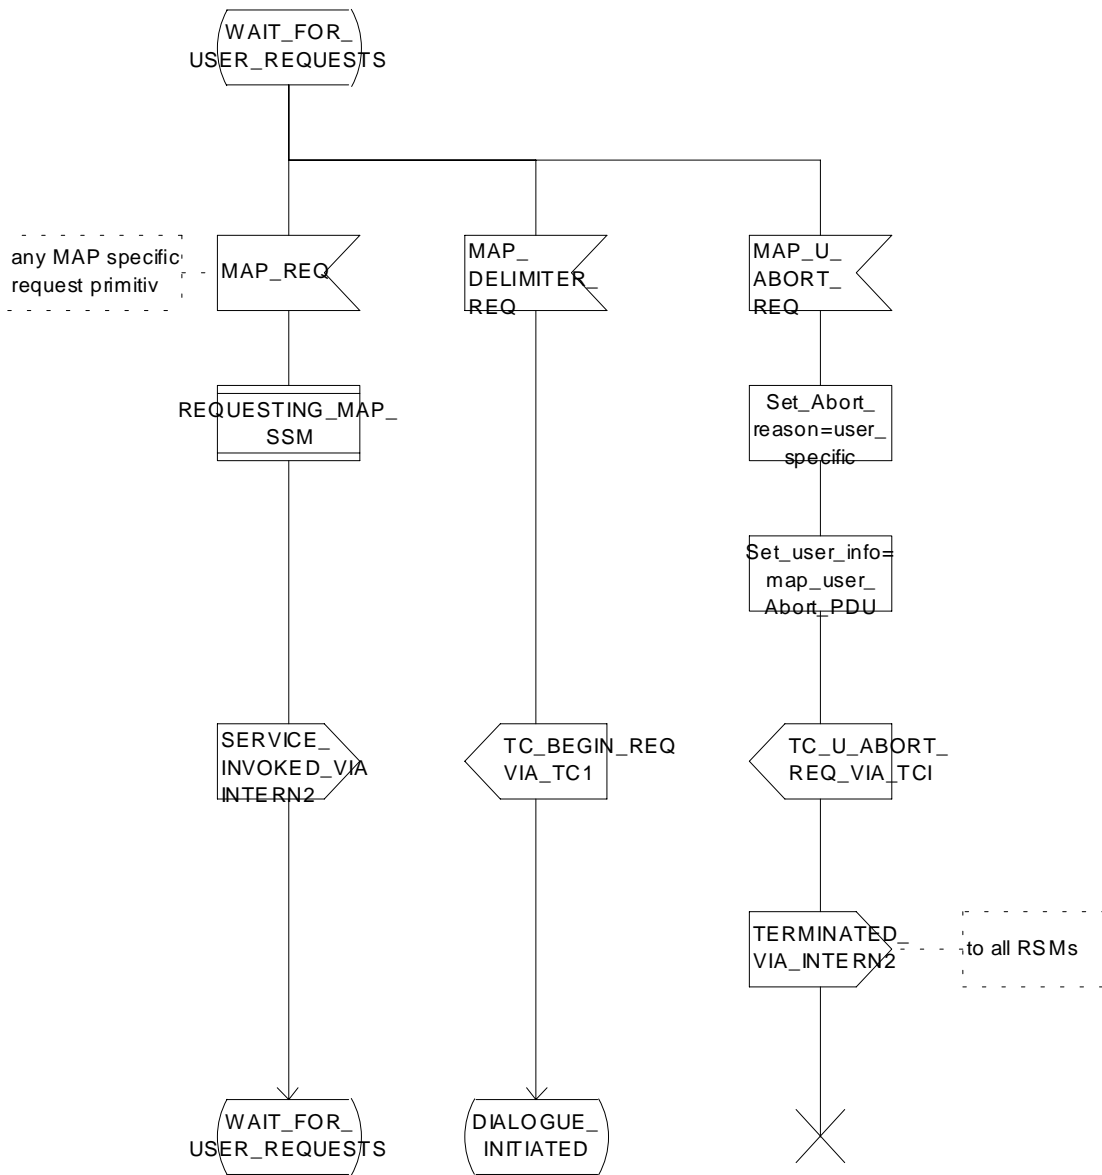 WAIT_FOR_
USER_REQUESTS
any MAP specific
request primitiv
MAP_REQ
MAP_
DELIMITER_
REQ
MAP_U_
ABORT_
REQ
REQUESTING_MAP_
SSM
Set_Abort_
reason=user_
specific
Set_user_info=
map_user_
Abort_PDU
SERVICE_
INVOKED_VIA
INTERN2
TC_BEGIN_REQ
VIA_TC1
TC_U_ABORT_
REQ_VIA_TCI
TERMINATED_
VIA_INTERN2
to all RSMs
WAIT_FOR_
USER_REQUESTS
DIALOGUE_
INITIATED